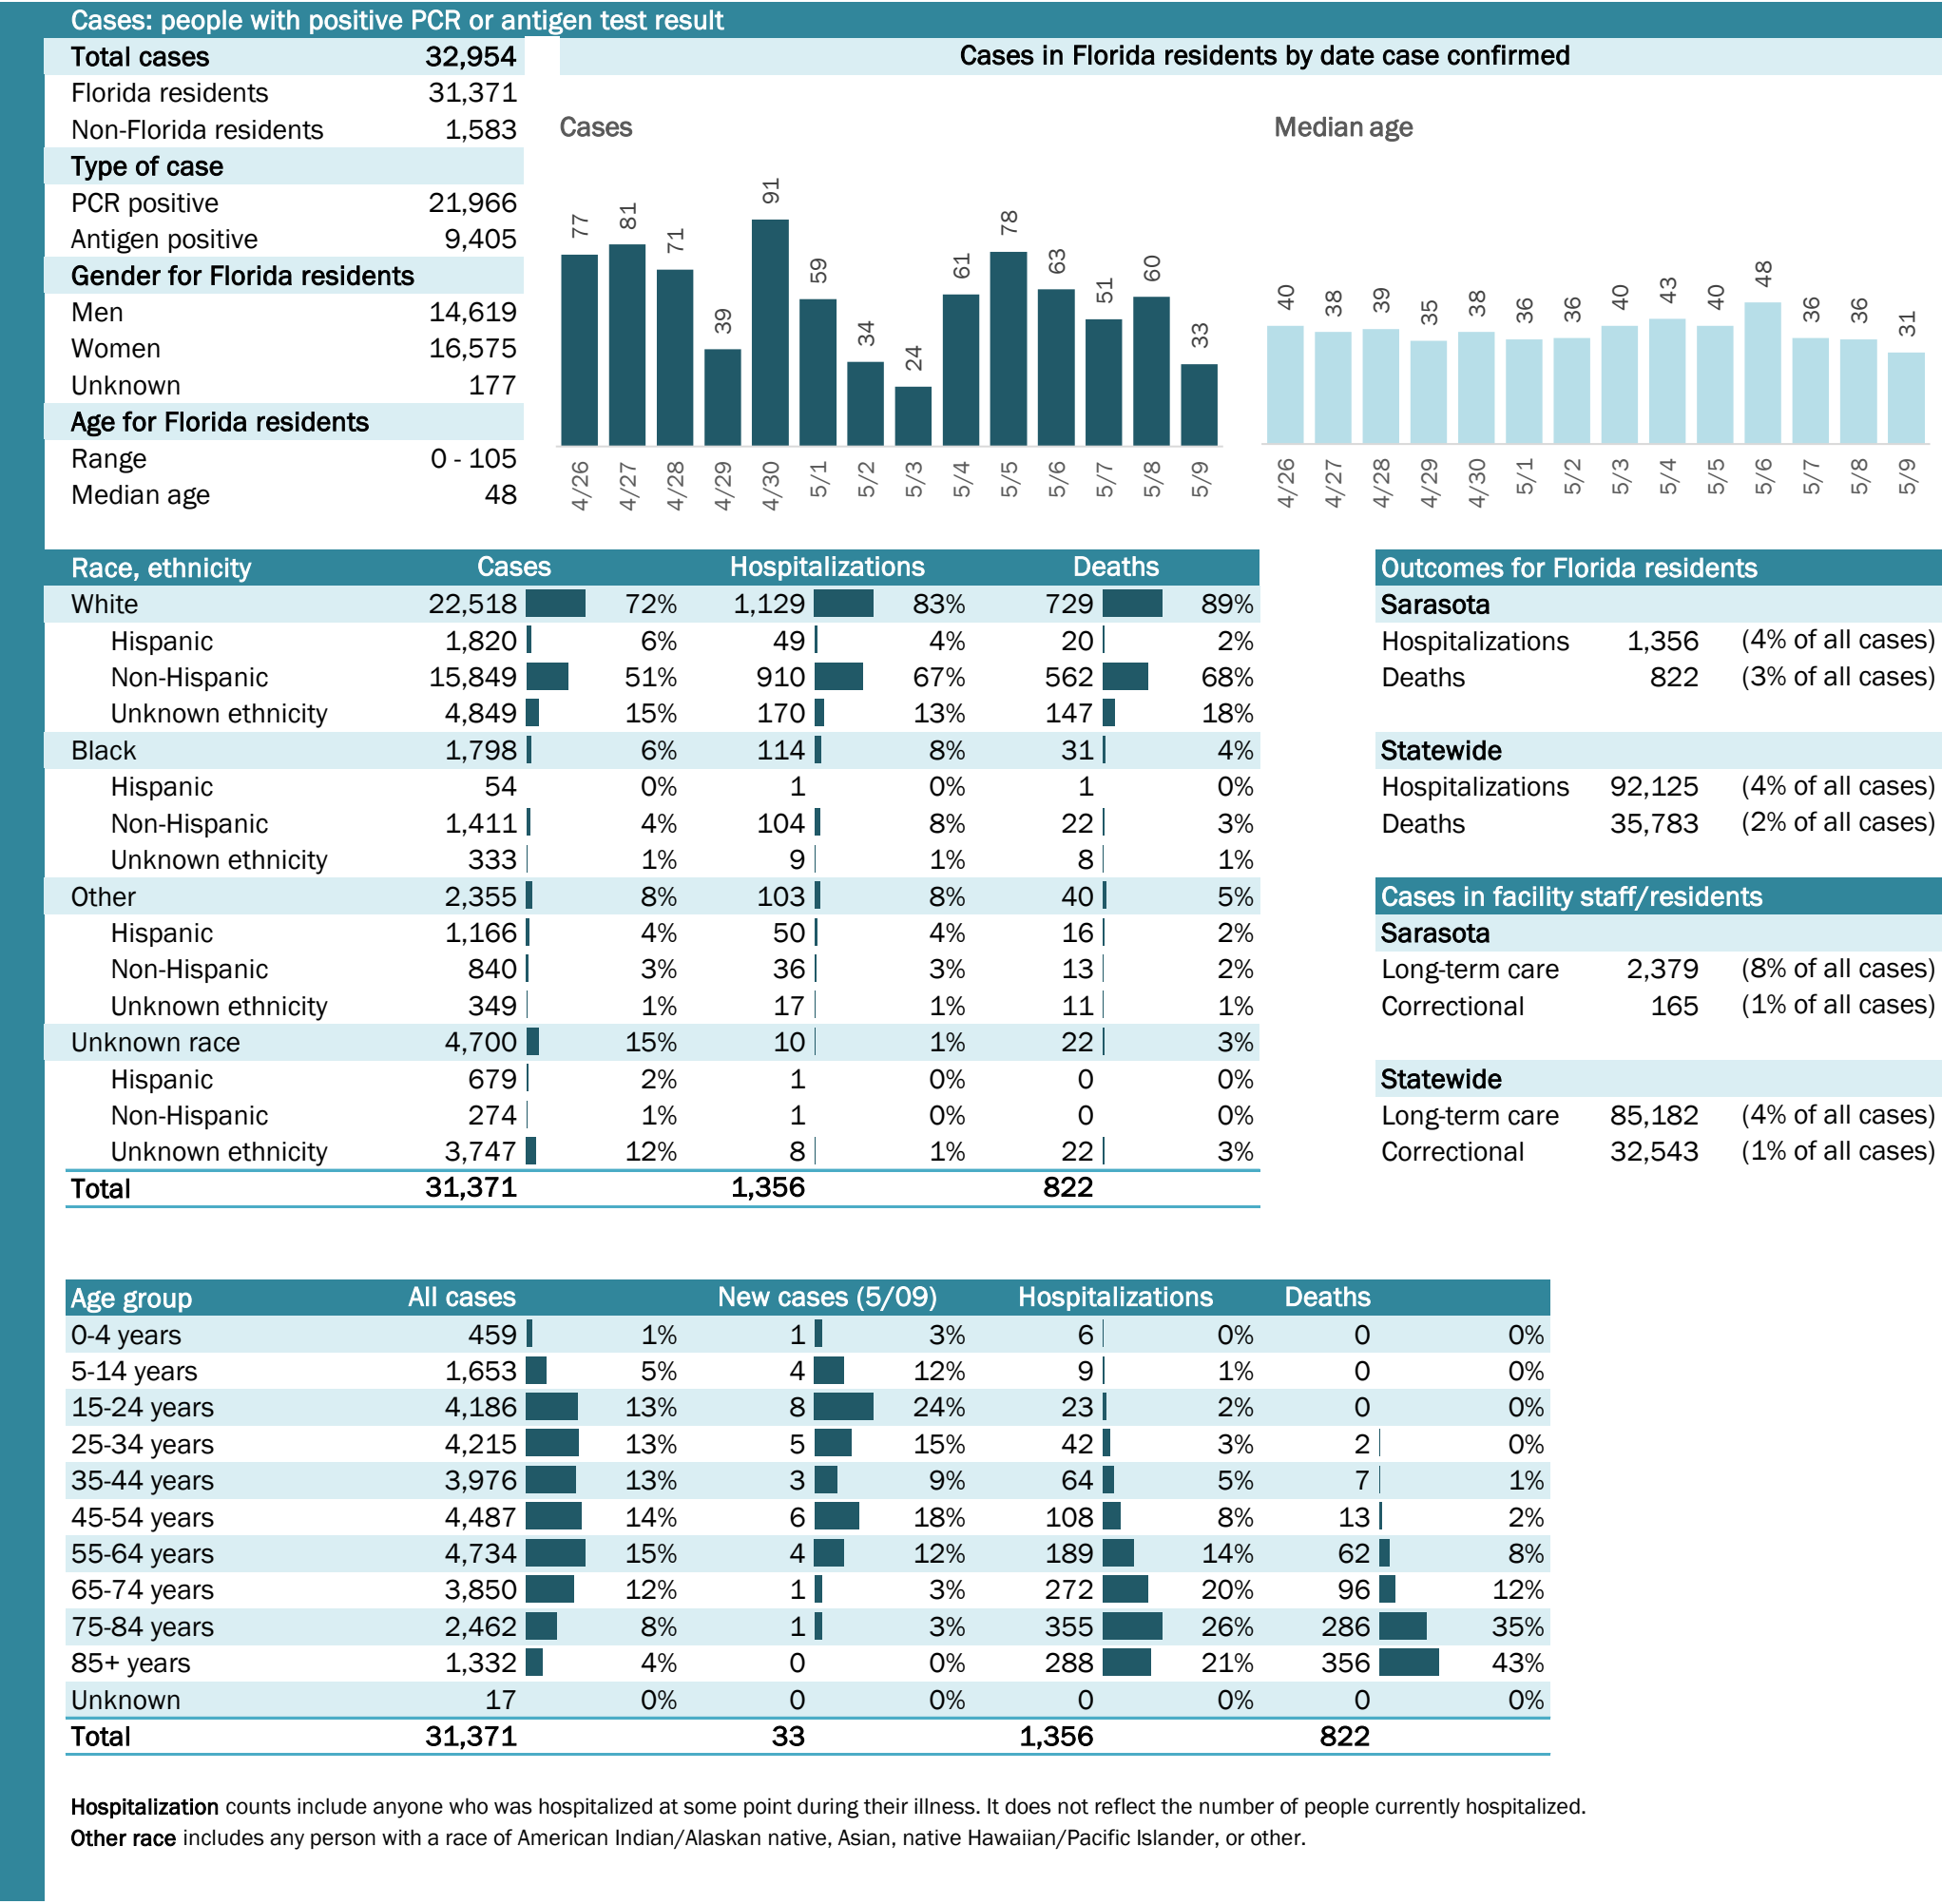 Cases: people with positive PCR or antigen test result
Total cases 32,954
Florida residents 31,371
Non-Florida residents 1,583
Type of case
PCR positive 21,966
Antigen positive 9,405
Gender for Florida residents
Men 14,619
Women 16,575
Unknown 177
Age for Florida residents
Range 0 - 105
Median age 48
Cases in Florida residents by date case confirmed
Cases
77 81 71 39 91 59 34 24 61 78 63 51 60 33
4/26 4/27 4/28 4/29 4/30 5/1 5/2 5/3 5/4 5/5 5/6 5/7 5/8 5/9
Median age
40 38 39 35 38 36 36 40 43 40 48 36 36 31
4/26 4/27 4/28 4/29 4/30 5/1 5/2 5/3 5/4 5/5 5/6 5/7 5/8 5/9
Race, ethnicity Cases Hospitalizations Deaths
White 22,518 72% 1,129 83% 729 89%
Hispanic 1,820 6% 49 4% 20 2%
Non-Hispanic 15,849 51% 910 67% 562 68%
Unknown ethnicity 4,849 15% 170 13% 147 18%
Black 1,798 6% 114 8% 31 4%
Hispanic 54 0% 1 0% 1 0%
Non-Hispanic 1,411 4% 104 8% 22 3%
Unknown ethnicity 333 1% 9 1% 8 1%
Other 2,355 8% 103 8% 40 5%
Hispanic 1,166 4% 50 4% 16 2%
Non-Hispanic 840 3% 36 3% 13 2%
Unknown ethnicity 349 1% 17 1% 11 1%
Unknown race 4,700 15% 10 1% 22 3%
Hispanic 679 2% 1 0% 0 0%
Non-Hispanic 274 1% 1 0% 0 0%
Unknown ethnicity 3,747 12% 8 1% 22 3%
Total 31,371 1,356 822
Outcomes for Florida residents
Sarasota
Hospitalizations 1,356 (4% of all cases)
Deaths 822 (3% of all cases)
Statewide
Hospitalizations 92,125 (4% of all cases)
Deaths 35,783 (2% of all cases)
Cases in facility staff/residents
Sarasota
Long-term care 2,379 (8% of all cases)
Correctional 165 (1% of all cases)
Statewide
Long-term care 85,182 (4% of all cases)
Correctional 32,543 (1% of all cases)
Age group All cases New cases (5/09) Hospitalizations Deaths
0-4 years 459 1% 1 3% 6 0% 0 0%
5-14 years 1,653 5% 4 12% 9 1% 0 0%
15-24 years 4,186 13% 8 24% 23 2% 0 0%
25-34 years 4,215 13% 5 15% 42 3% 2 0%
35-44 years 3,976 13% 3 9% 64 5% 7 1%
45-54 years 4,487 14% 6 18% 108 8% 13 2%
55-64 years 4,734 15% 4 12% 189 14% 62 8%
65-74 years 3,850 12% 1 3% 272 20% 96 12%
75-84 years 2,462 8% 1 3% 355 26% 286 35%
85+ years 1,332 4% 0 0% 288 21% 356 43%
Unknown 17 0% 0 0% 0 0% 0 0%
Total 31,371 33 1,356 822
Hospitalization counts include anyone who was hospitalized at some point during their illness. It does not reflect the number of people currently hospitalized.
Other race includes any person with a race of American Indian/Alaskan native, Asian, native Hawaiian/Pacific Islander, or other.